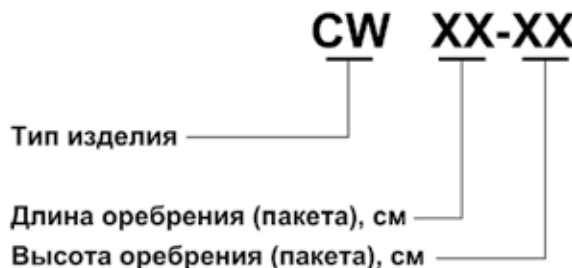 CW XX-XX
Тип изделия
Длина оребрения (пакета), см
Высота оребрения (пакета), см